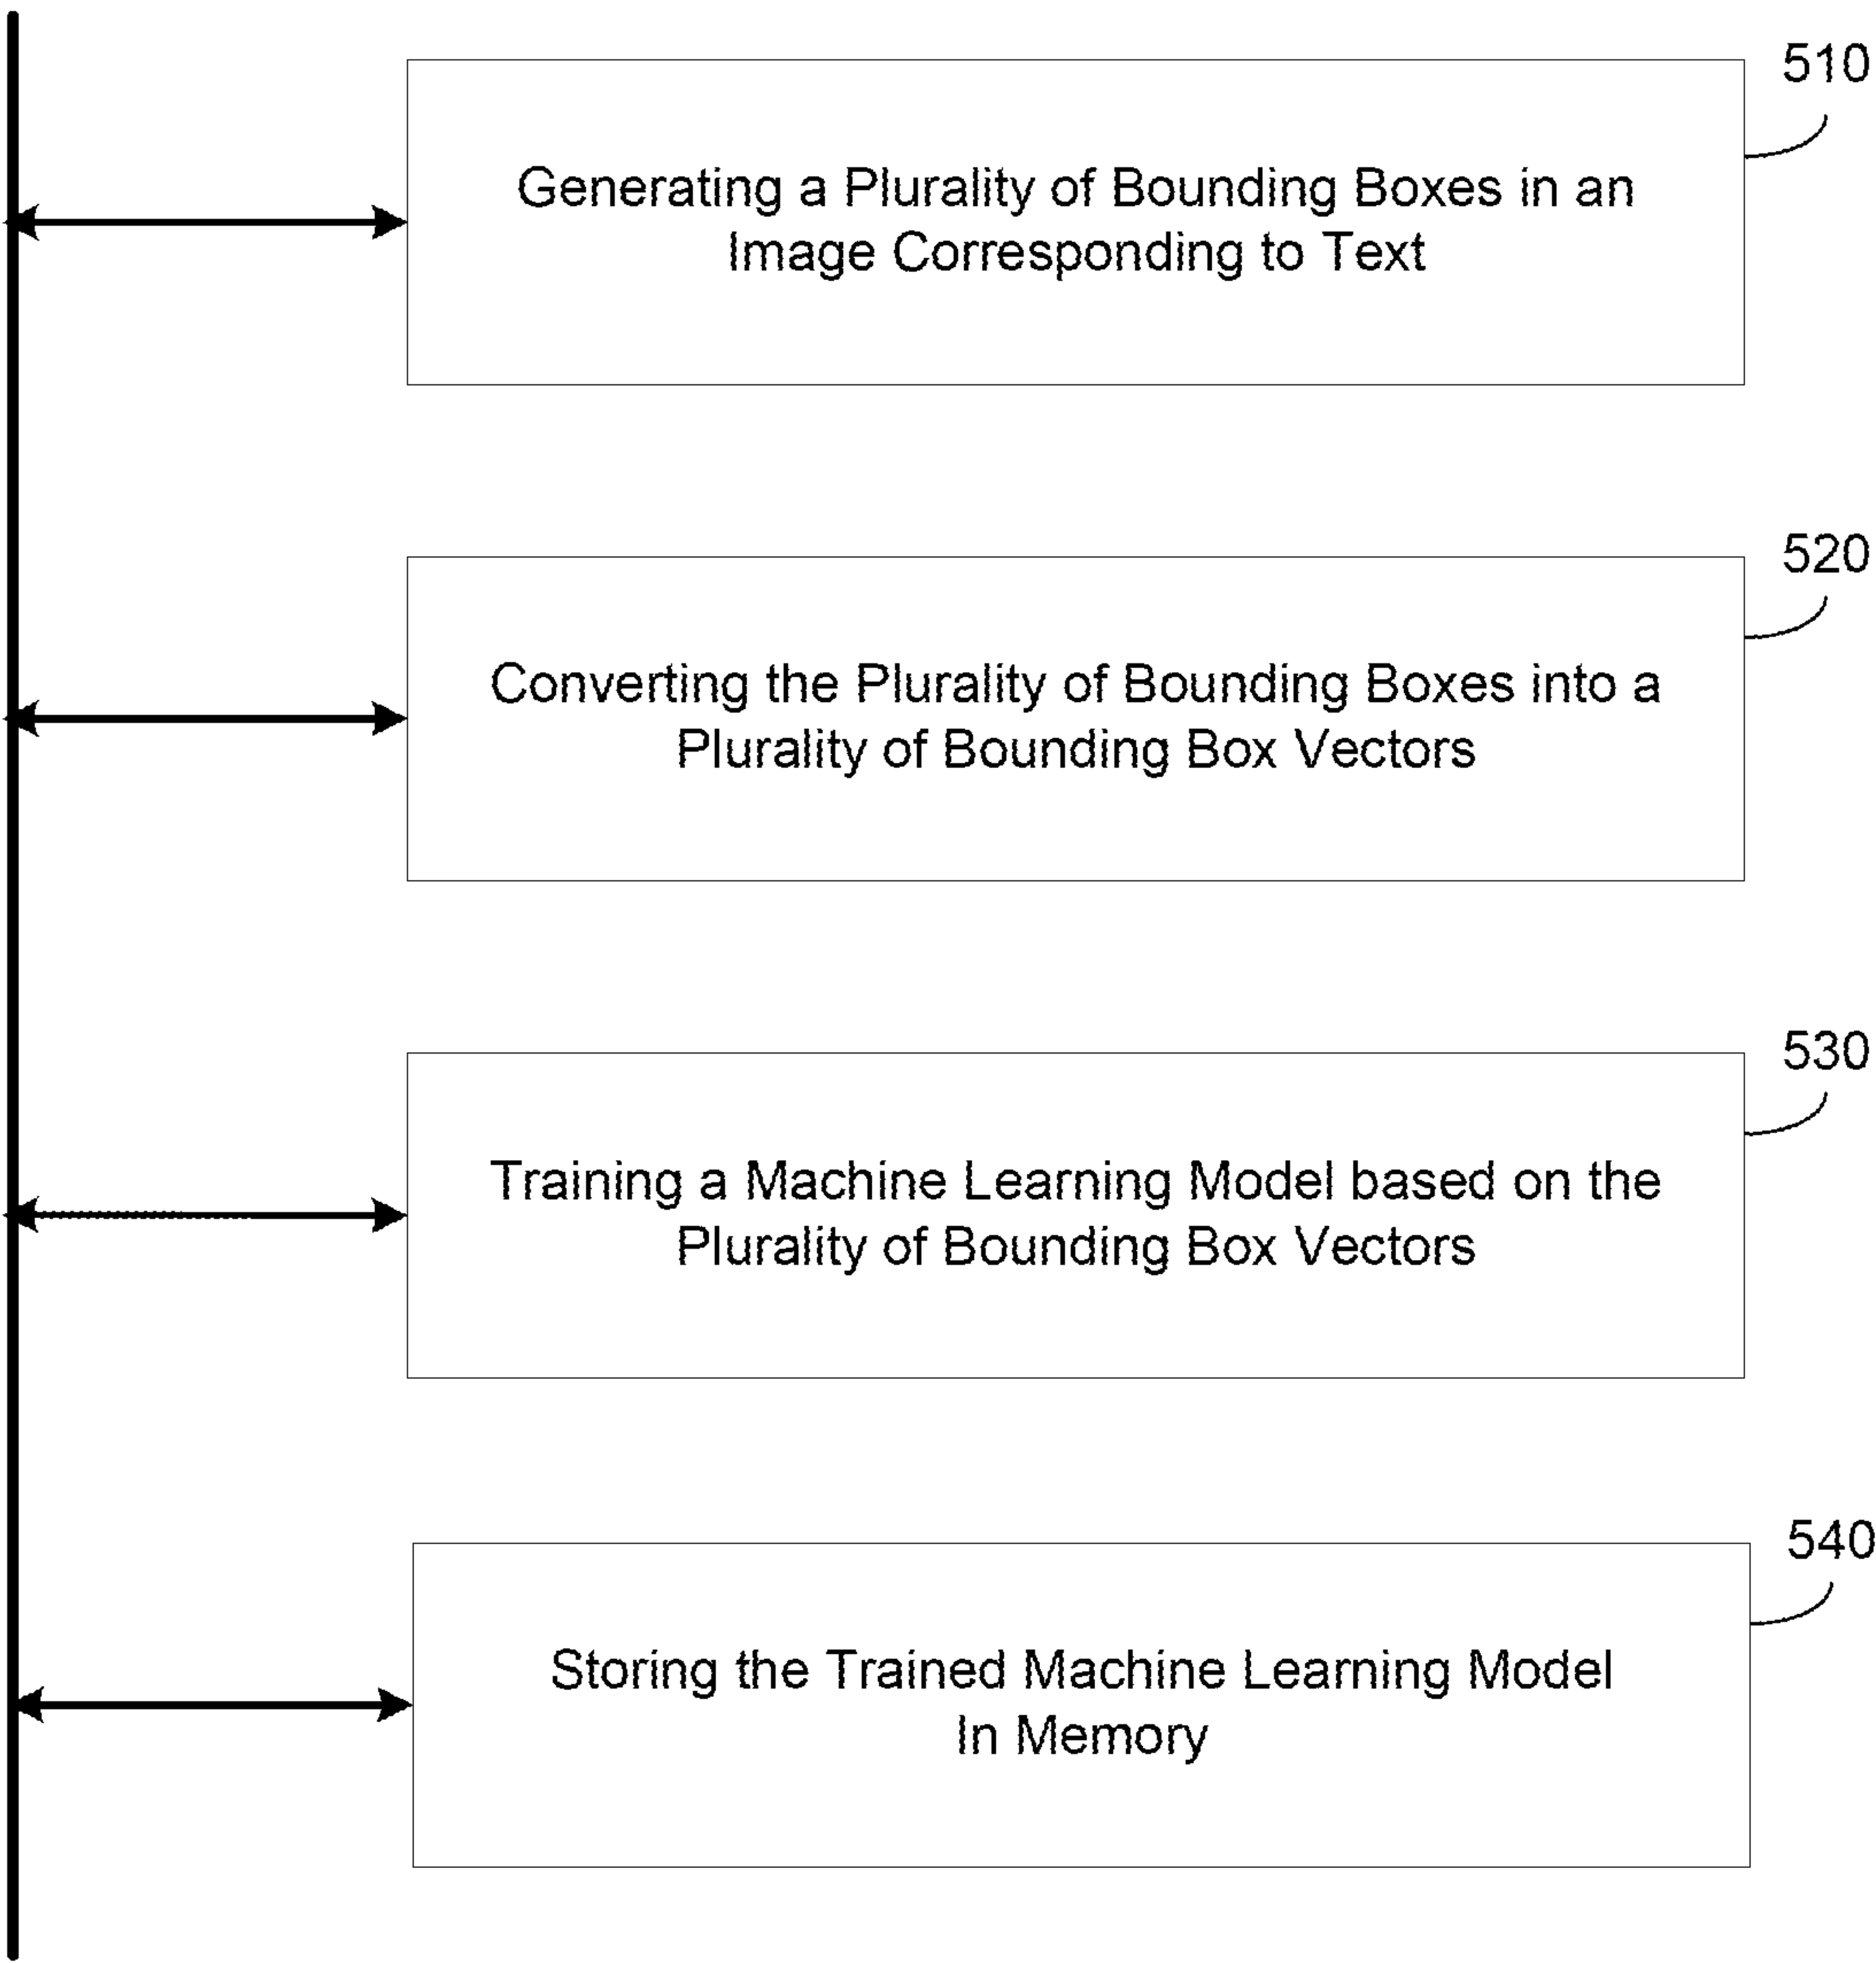 510
Generating a Plurality of Bounding Boxes in an
Image Corresponding to Text
520
Converting the Plurality of Bounding Boxes into a
Plurality of Bounding Box Vectors
530
Training a Machine Learning Model based on the
Plurality of Bounding Box Vectors
540
Storing the Trained Machine Learning Model
In Memory